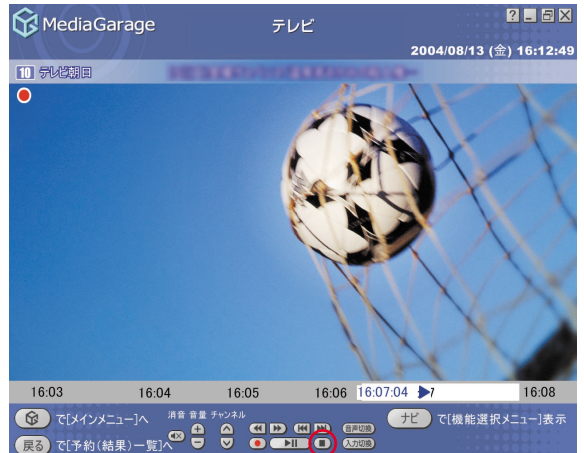 MediaGarage
テレビ
2004/08/13 (金) 16:12:49
10 テレビ朝日
16:03 16:04 16:05 16:06 16:07:04 16:08
で[メインメニュー]へ
消音 音量 チャンネル
音声切換
ナビ で[機能選択メニュー]表示
戻る で[予約(結果)一覧]へ
入力切換